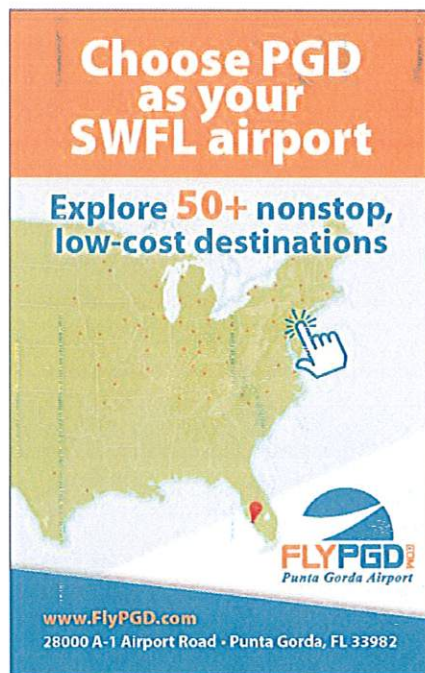 Choose PGD
as your
SWFL airport
Explore 50+ nonstop,
low-cost destinations
FLYPGD
.COM
Punta Gorda Airport
www.FlyPGD.com
28000 A-1 Airport Road • Punta Gorda, FL 33982